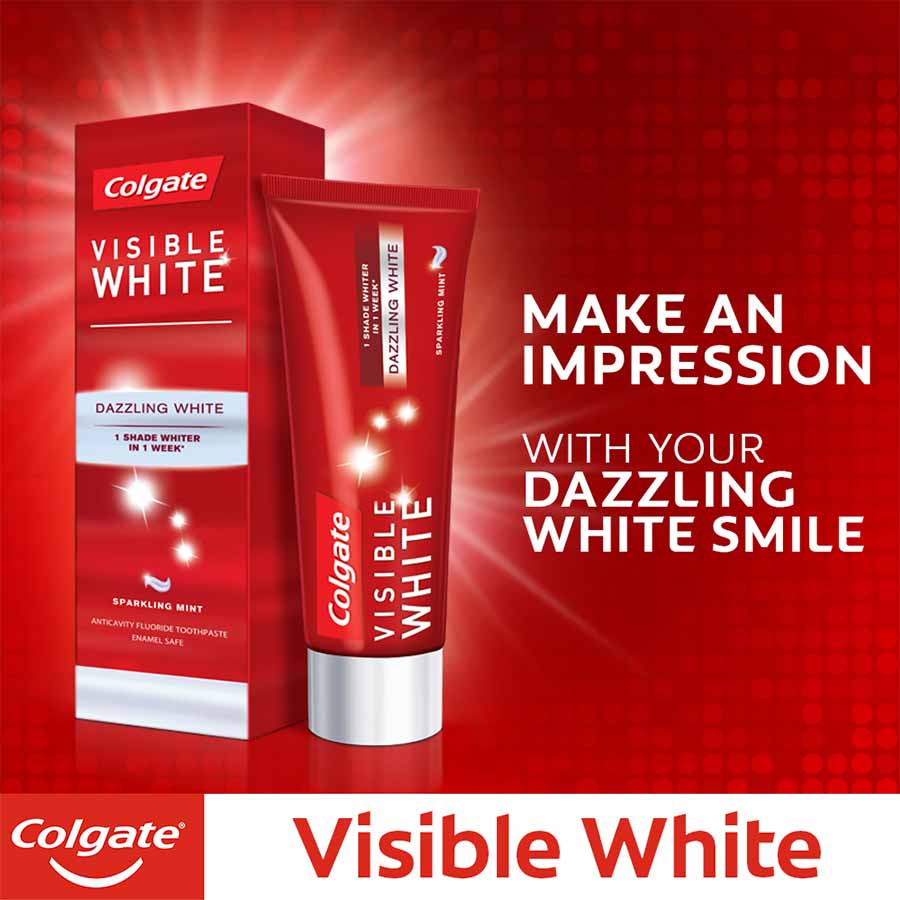 Colgate
VISIBLE
WHITE
DAZZLING WHITE
1 SHADE WHITER
IN 1 WEEK*
SPARKLING MINT
ANTICAVITY FLUORIDE TOOTHPASTE
ENAMEL SAFE
1 SHADE WHITER
IN 1 WEEK*
DAZZLING WHITE
SPARKLING MINT
Colgate
VISIBLE
WHITE
MAKE AN
IMPRESSION
WITH YOUR
DAZZLING
WHITE SMILE
Colgate®
Visible White